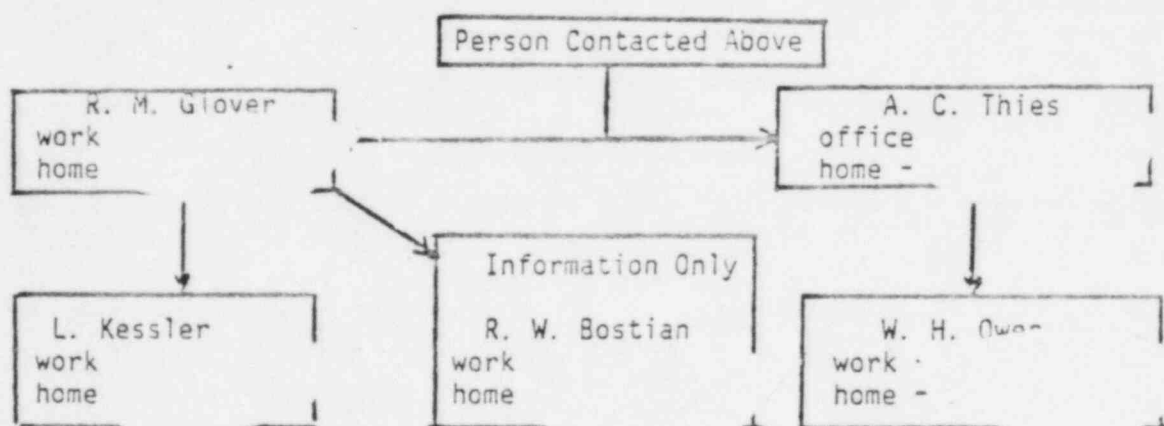 Person Contacted Above
R. M. Glover
work
home
A. C. Thies
office
home -
Information Only
R. W. Bostian
work
home
L. Kessler
work
home
W. H.
work
home -